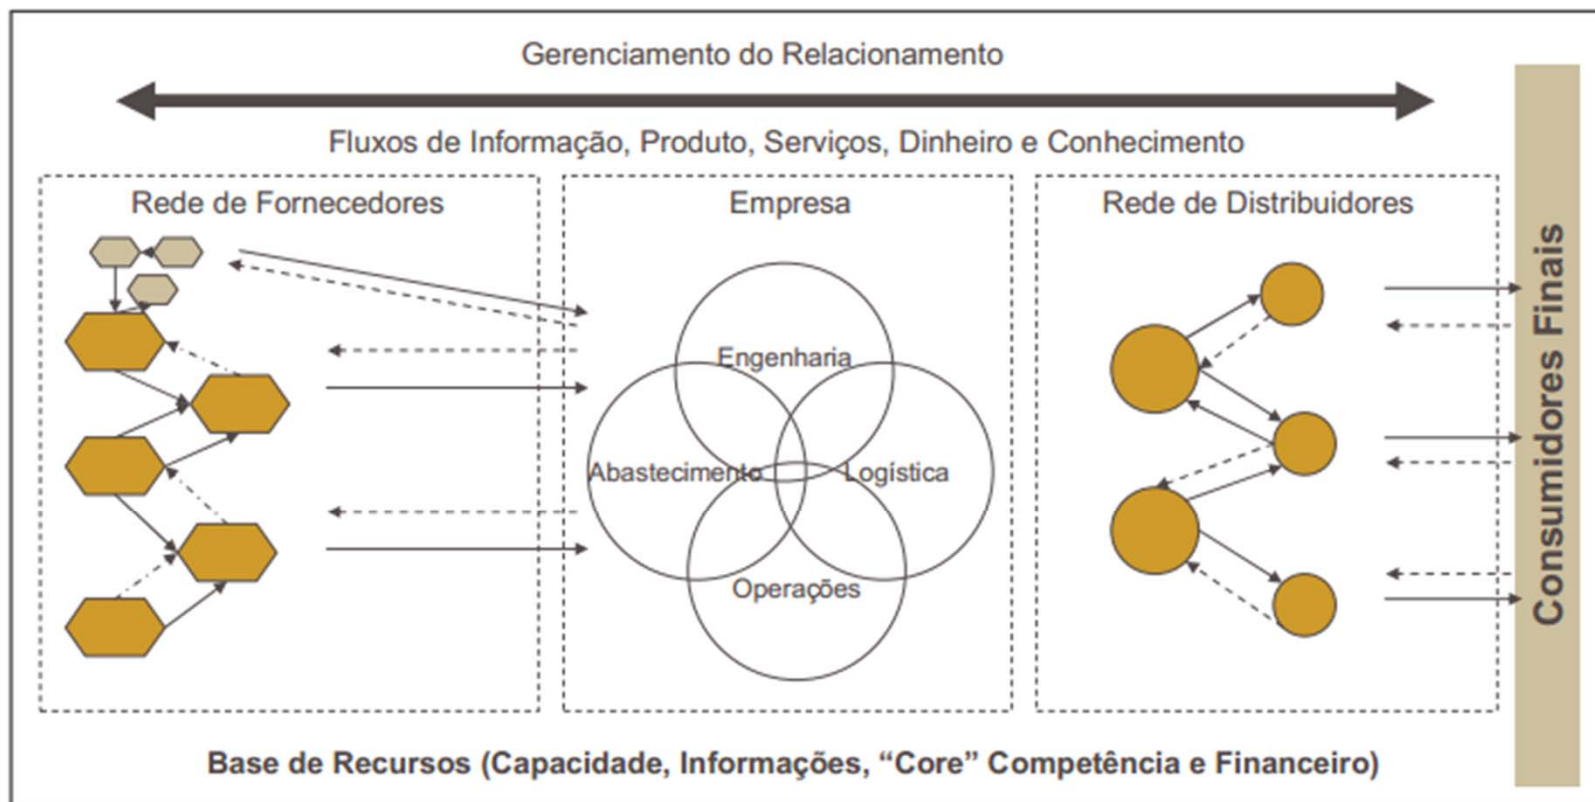 Gerenciamento do Relacionamento
Fluxos de Informação, Produto, Serviços, Dinheiro e Conhecimento
Rede de Fornecedores
Empresa
Rede de Distribuidores
Engenharia
Abastecimento
Logística
Operações
Consumidores Finais
Base de Recursos (Capacidade, Informações, “Core” Competência e Financeiro)